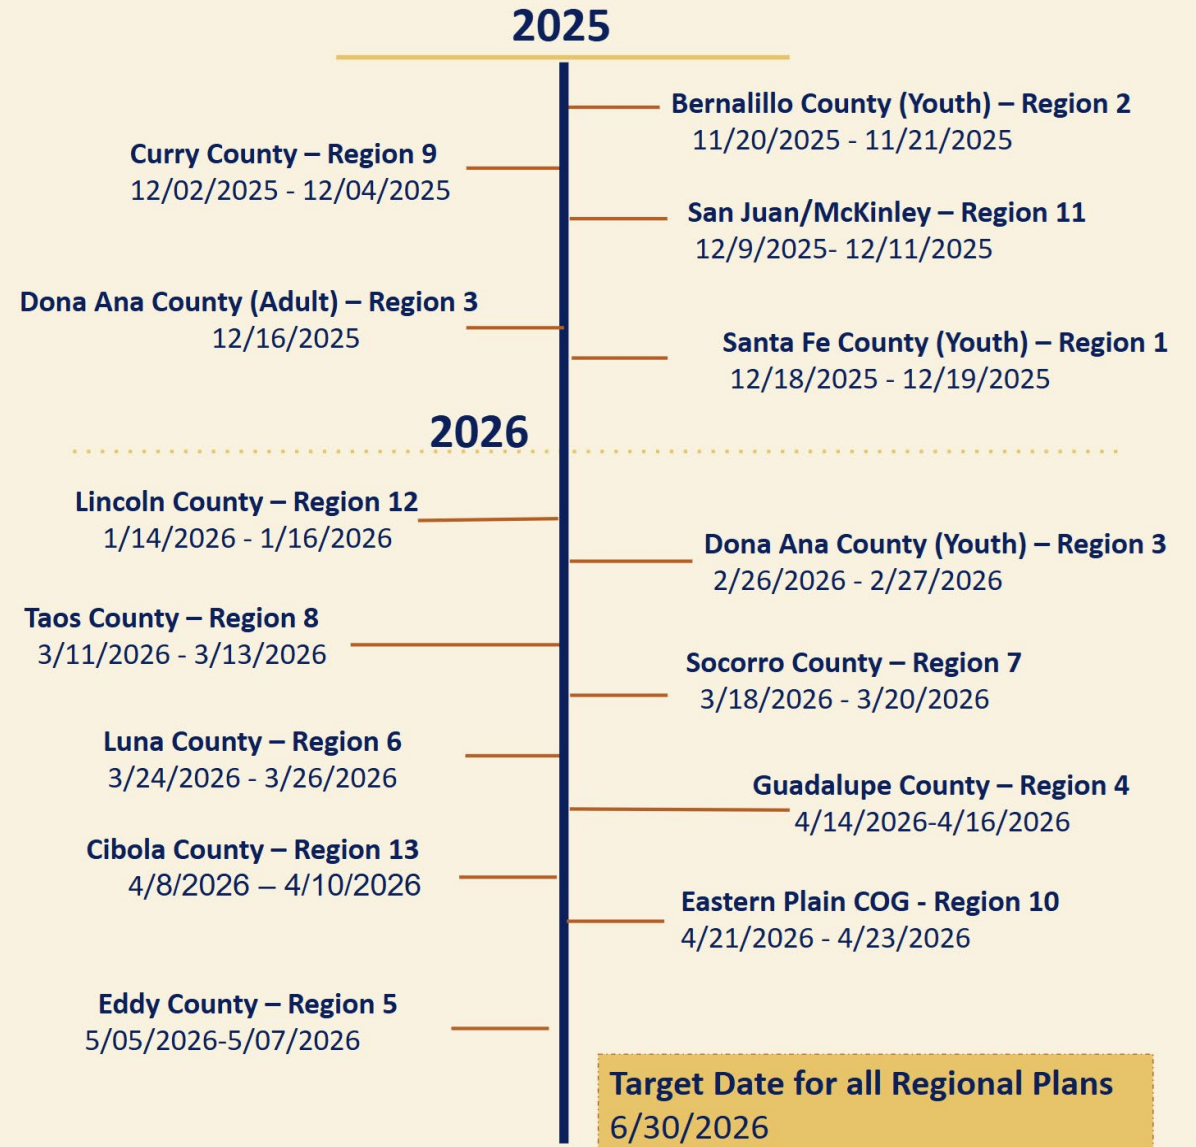 2025
Bernalillo County (Youth) – Region 2
11/20/2025 - 11/21/2025
Curry County – Region 9
12/02/2025 - 12/04/2025
San Juan/McKinley – Region 11
12/9/2025- 12/11/2025
Dona Ana County (Adult) – Region 3
12/16/2025
Santa Fe County (Youth) – Region 1
12/18/2025 - 12/19/2025
2026
Lincoln County – Region 12
1/14/2026 - 1/16/2026
Dona Ana County (Youth) – Region 3
2/26/2026 - 2/27/2026
Taos County – Region 8
3/11/2026 - 3/13/2026
Socorro County – Region 7
3/18/2026 - 3/20/2026
Luna County – Region 6
3/24/2026 - 3/26/2026
Guadalupe County – Region 4
4/14/2026-4/16/2026
Cibola County – Region 13
4/8/2026 – 4/10/2026
Eastern Plain COG - Region 10
4/21/2026 - 4/23/2026
Eddy County – Region 5
5/05/2026-5/07/2026
Target Date for all Regional Plans
6/30/2026